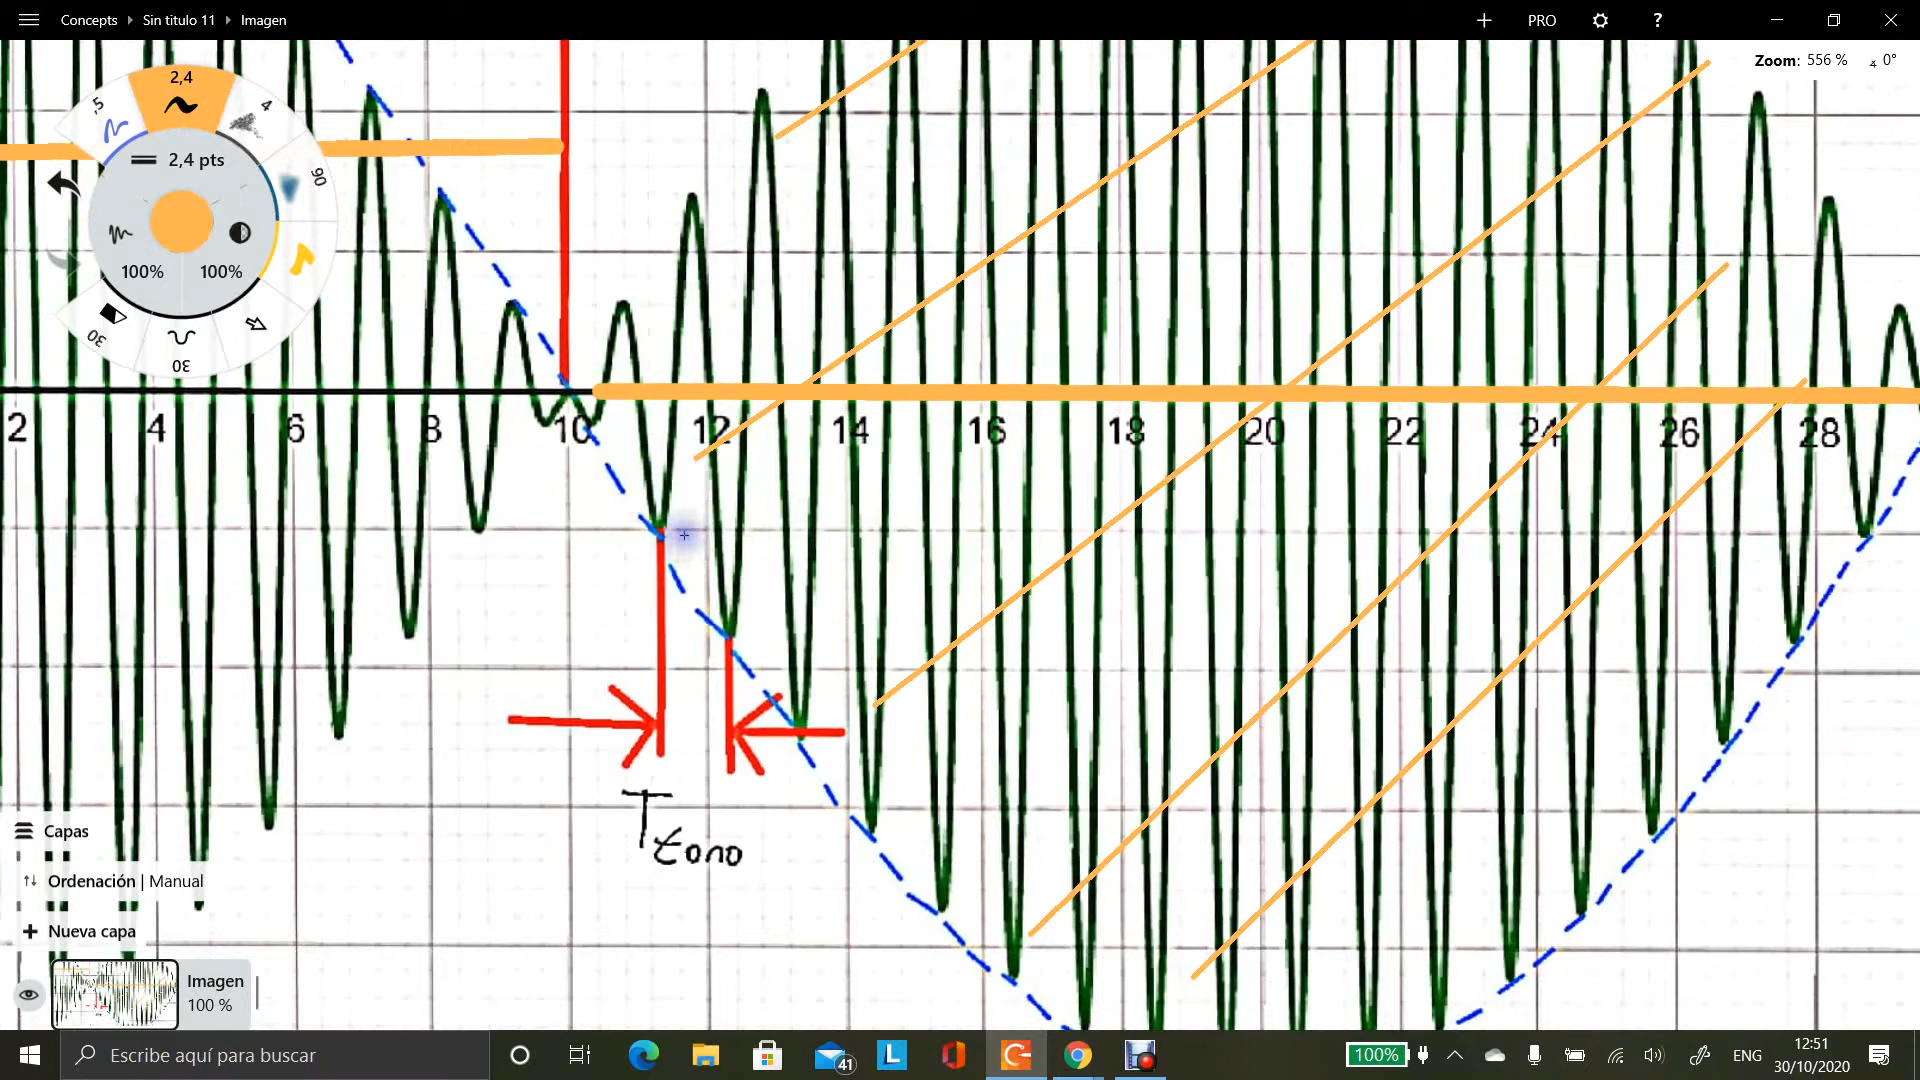 Concepts Sin título 11 Imagen
PRO ?
Zoom: 556 % 0°
2,4
,5
4
2,4 pts
90
100% 100%
30
30
2 4 6 8 10 12 14 16 18 20 22 24 26 28
T tono
Capas
Ordenación | Manual
Nueva capa
Imagen
100 %
Escribe aquí para buscar
41
L
100%
ENG
12:51
30/10/2020